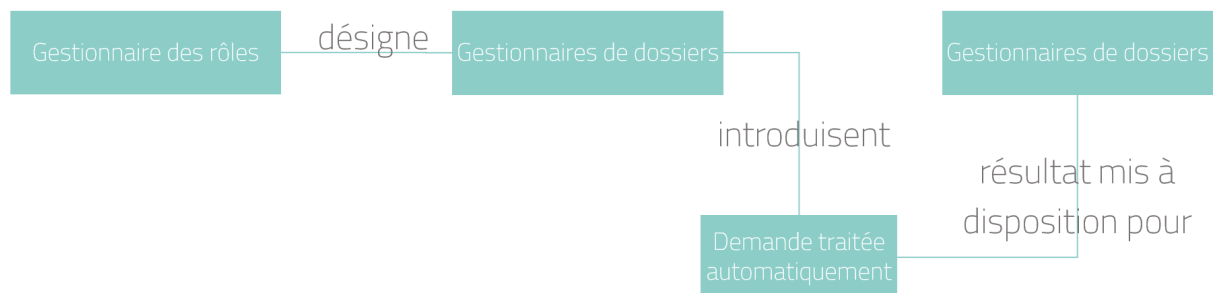 Gestionnaire des rôles
désigne
Gestionnaires de dossiers
introduisent
Demande traitée
automatiquement
résultat mis à
disposition pour
Gestionnaires de dossiers